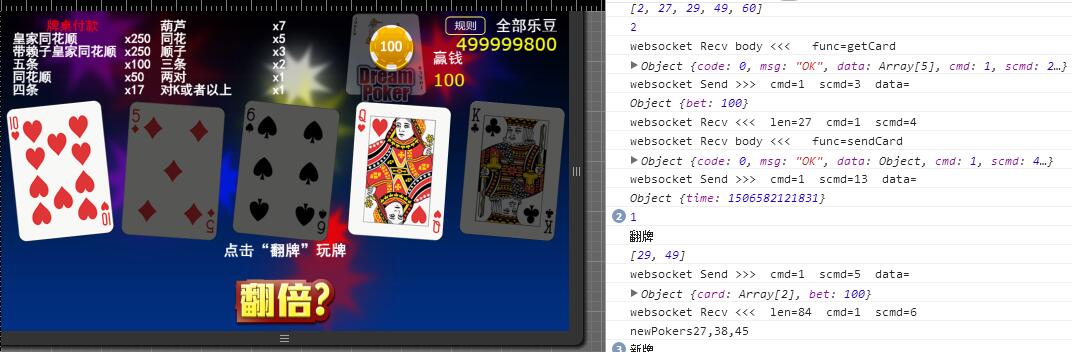 牌桌付款
皇家同花顺 x250
带赖子皇家同花顺 x250
五条 x100
同花顺 x50
四条 x17
葫芦 x7
同花 x5
顺子 x3
三条 x2
两对 x1
对K或者以上 x1
100
Dream
Poker
规则 全部乐豆
499999800
赢钱
100
10
10
5
5
6
6
Q
Q
K
K
点击“翻牌”玩牌
翻倍?
[2, 27, 29, 49, 60]
2
websocket Recv body <<< func=getCard
Object {code: 0, msg: "OK", data: Array[5], cmd: 1, scmd: 2…}
websocket Send >>> cmd=1 scmd=3 data=
Object {bet: 100}
websocket Recv <<< len=27 cmd=1 scmd=4
websocket Recv body <<< func=sendCard
Object {code: 0, msg: "OK", data: Object, cmd: 1, scmd: 4…}
websocket Send >>> cmd=1 scmd=13 data=
Object {time: 1506582121831}
2 1
翻牌
[29, 49]
websocket Send >>> cmd=1 scmd=5 data=
Object {card: Array[2], bet: 100}
websocket Recv <<< len=84 cmd=1 scmd=6
newPokers27,38,45
3 新牌